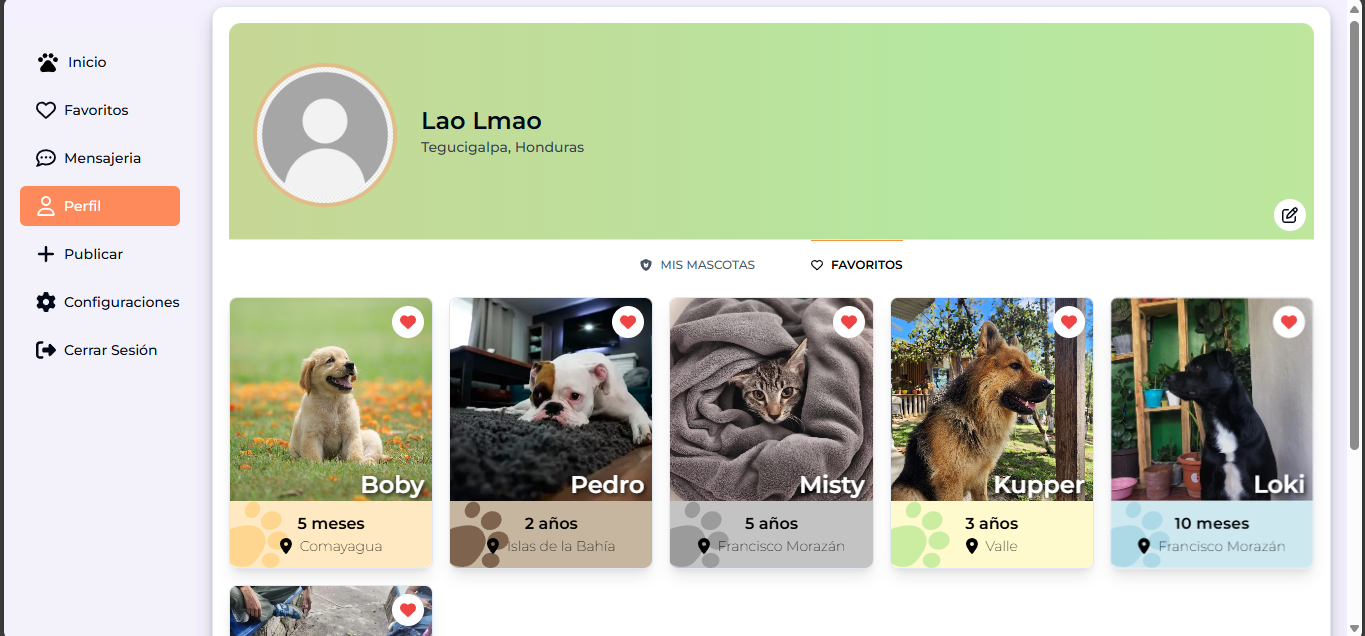 Inicio
Favoritos
Mensajeria
Perfil
Publicar
Configuraciones
Cerrar Sesión
Lao Lmao
Tegucigalpa, Honduras
MIS MASCOTAS
FAVORITOS
Boby
5 meses
Comayagua
Pedro
2 años
Islas de la Bahía
Misty
5 años
Francisco Morazán
Kupper
3 años
Valle
Loki
10 meses
Francisco Morazán